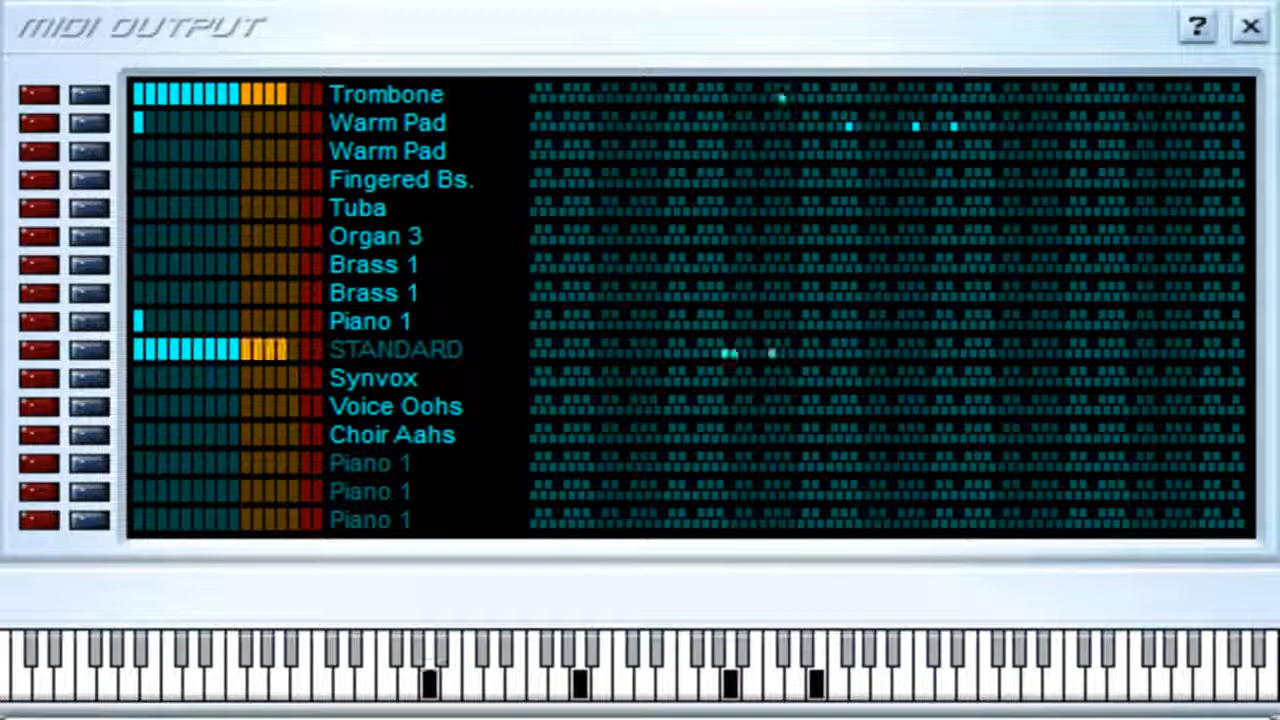 MIDI OUTPUT
? ×
Trombone
Warm Pad
Warm Pad
Fingered Bs.
Tuba
Organ 3
Brass 1
Brass 1
Piano 1
STANDARD
Synvox
Voice Oohs
Choir Aahs
Piano 1
Piano 1
Piano 1